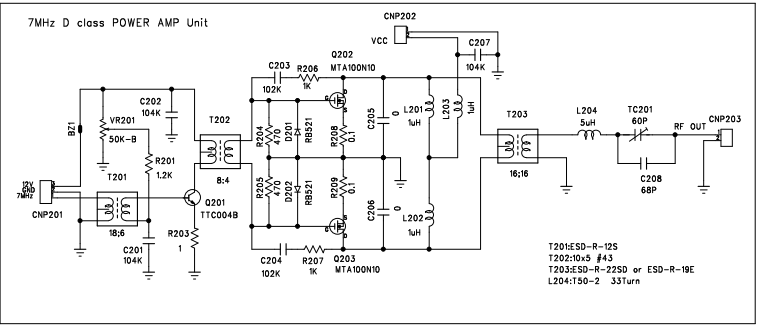 7MHz D class POWER AMP Unit
CNP202
VCC
C207
104K
Q202
MTA100N10
C203
102K
R206
1K
C202
104K
VR201
50K-B
BZ1
T202
8:4
R204
470
D201
RB521
R208
0.1
C205
0
L201
1uH
L203
1uH
T203
16;16
L204
5uH
TC201
60P
RF OUT
CNP203
C208
68P
R201
1.2K
T201
18;6
12V
GND
7MHz
CNP201
Q201
TTC004B
R203
1
C201
104K
R205
470
D202
RB521
R209
0.1
C206
0
L202
1uH
G
D
S
S
G
D
C204
102K
R207
1K
Q203
MTA100N10
T201:ESD-R-12S
T202:10x5 #43
T203:ESD-R-22SD or ESD-R-19E
L204:T50-2 33Turn